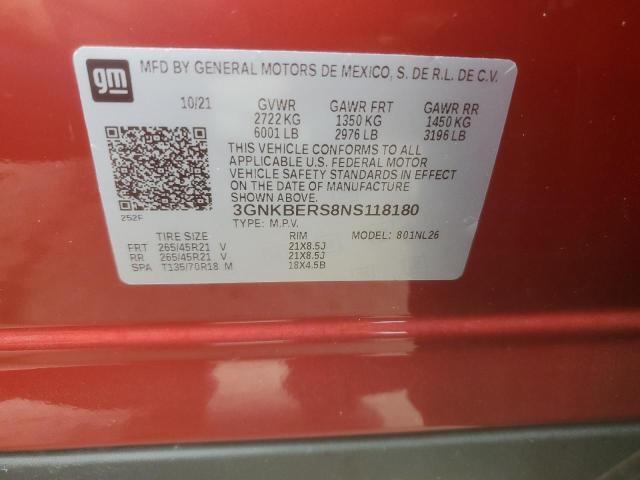 gm
MFD BY GENERAL MOTORS DE MEXICO, S. DE R.L. DE C.V.
10/21 GVWR GAWR FRT GAWR RR
2722 KG 1350 KG 1450 KG
6001 LB 2976 LB 3196 LB
THIS VEHICLE CONFORMS TO ALL
APPLICABLE U.S. FEDERAL MOTOR
VEHICLE SAFETY STANDARDS IN EFFECT
ON THE DATE OF MANUFACTURE
SHOWN ABOVE.
252F
3GNKBERS8NS118180
TYPE: M.P.V.
TIRE SIZE RIM MODEL: 801NL26
FRT 265/45R21 V 21X8.5J
RR 265/45R21 V 21X8.5J
SPA T135/70R18 M 18X4.5B